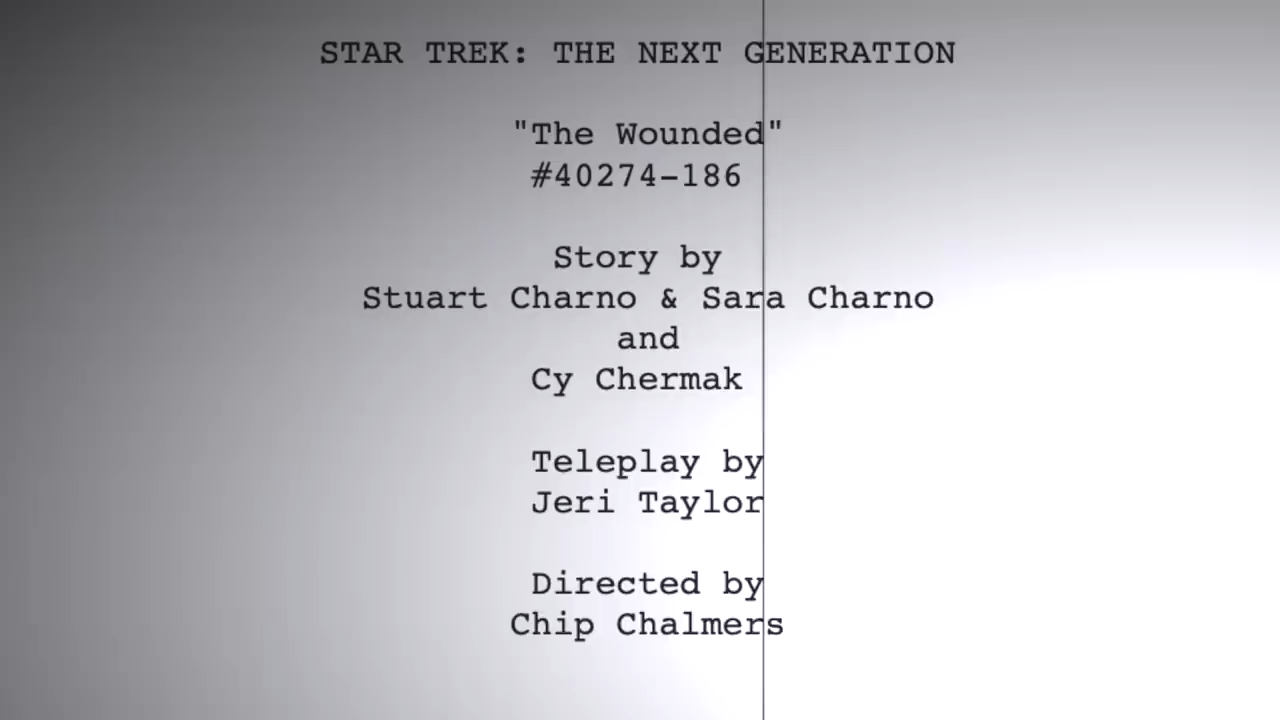 STAR TREK: THE NEXT GENERATION
"The Wounded"
#40274-186
Story by
Stuart Charno & Sara Charno
and
Cy Chermak
Teleplay by
Jeri Taylor
Directed by
Chip Chalmers